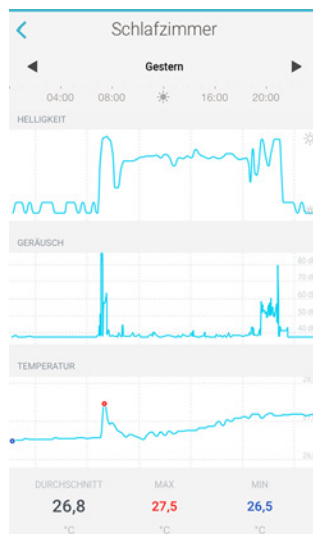 Schlafzimmer
Gestern
04:00 08:00 16:00 20:00
HELLIGKEIT
GERÄUSCH
80 d
70 d
60 d
50 d
40 d
TEMPERATUR
DURCHSCHNITT MAX MIN
26,8 27,5 26,5
°C °C °C